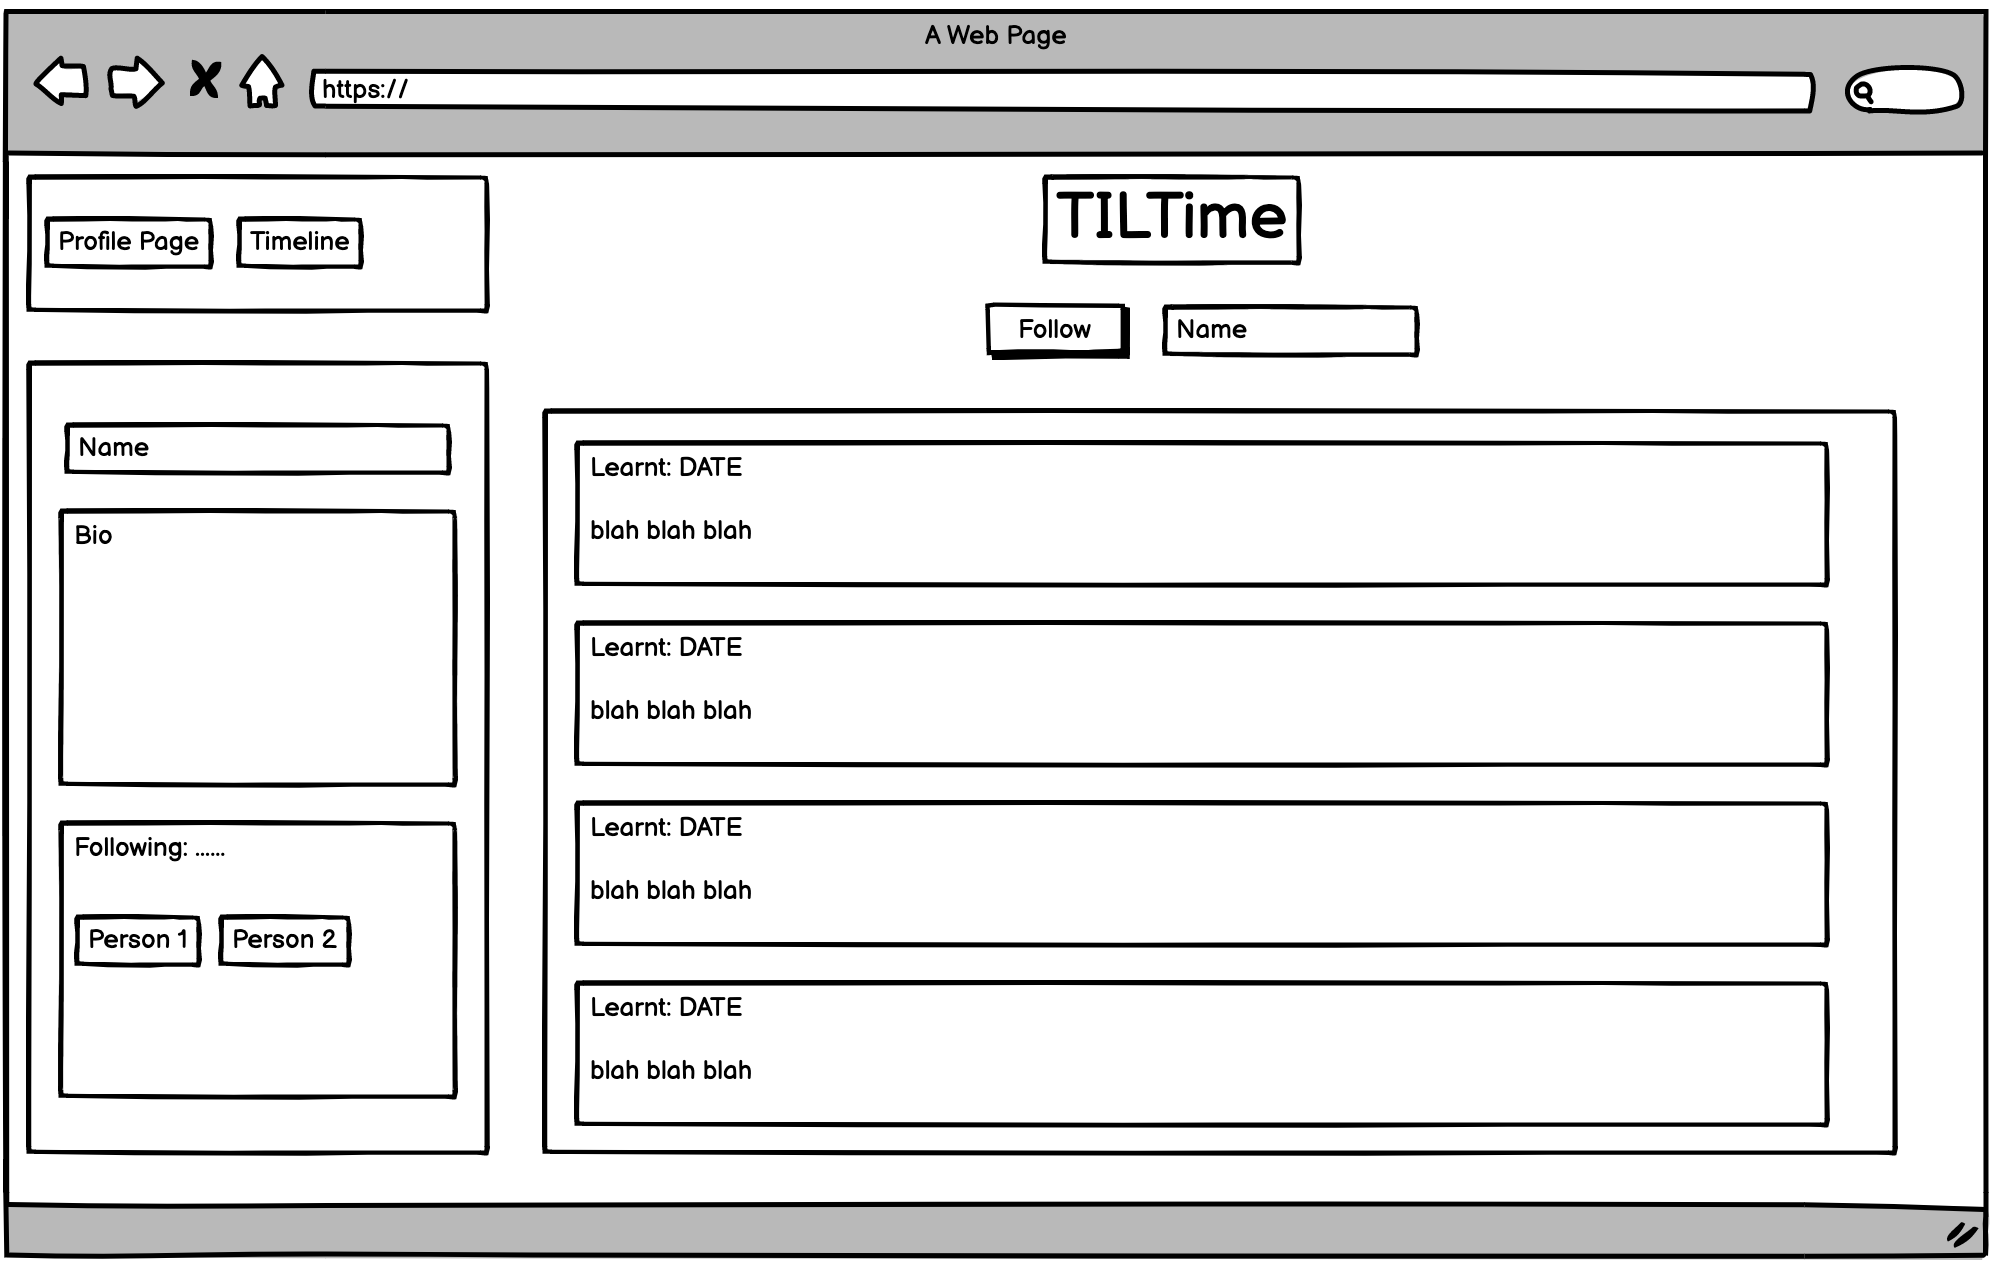 A Web Page
https://
Profile Page
Timeline
TILTime
Follow
Name
Name
Bio
Following: ......
Person 1
Person 2
Learnt: DATE
blah blah blah
Learnt: DATE
blah blah blah
Learnt: DATE
blah blah blah
Learnt: DATE
blah blah blah